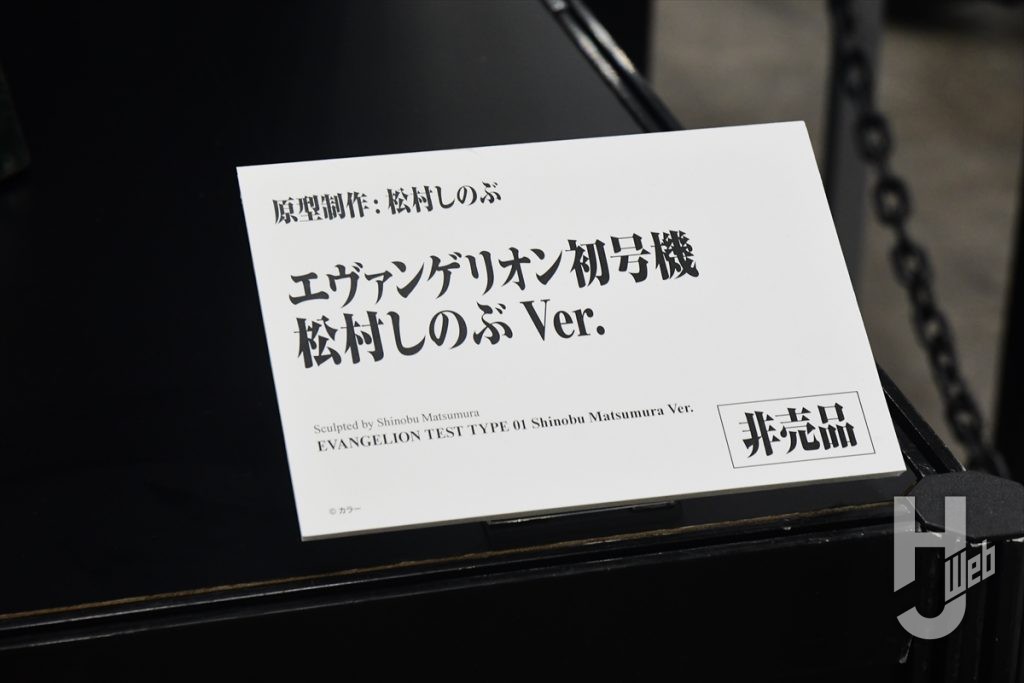 原型制作：松村しのぶ
エヴァンゲリオン初号機
松村しのぶ Ver.
Sculpted by Shinobu Matsumura
EVANGELION TEST TYPE 01 Shinobu Matsumura Ver.
非売品
© カラー
HJ Web